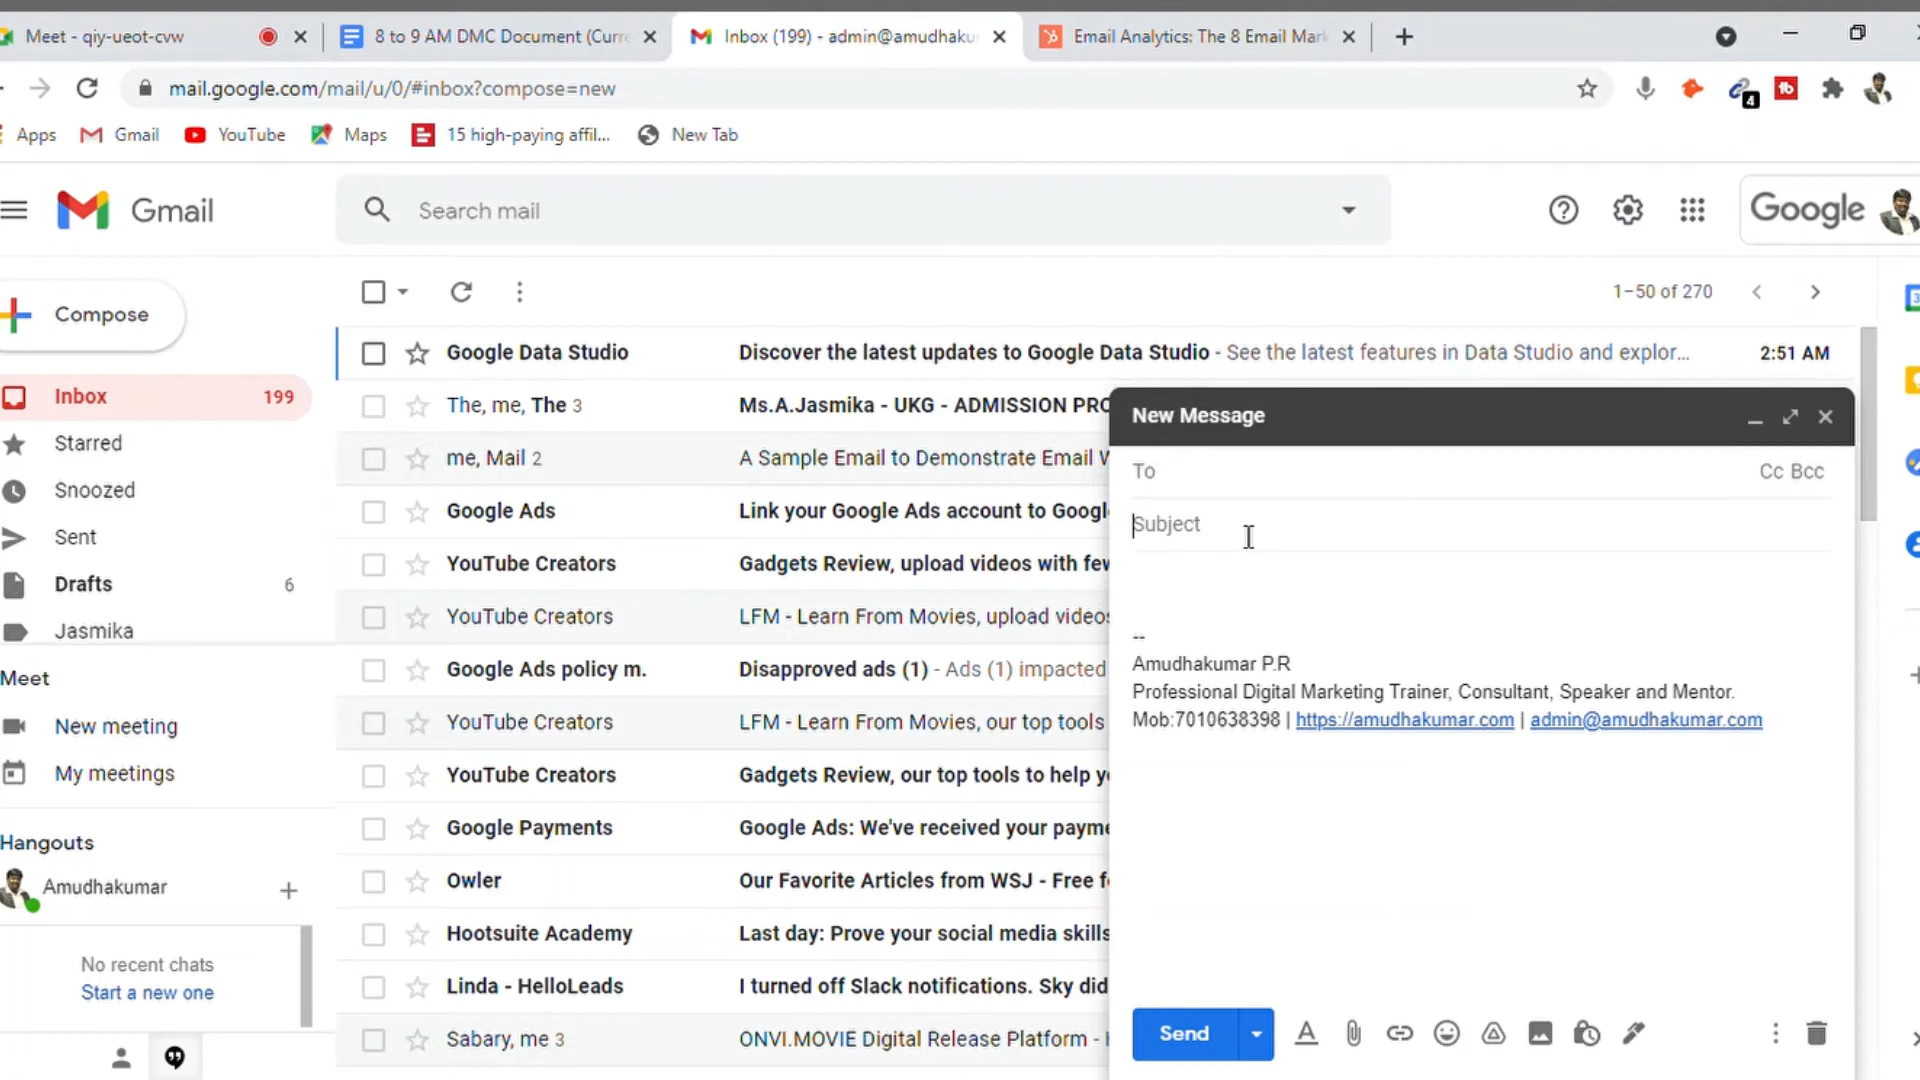 Meet - qiy-ueot-cvw
8 to 9 AM DMC Document (Curre
Inbox (199) - admin@amudhaku
Email Analytics: The 8 Email Mark
mail.google.com/mail/u/0/#inbox?compose=new
4
Apps
Gmail
YouTube
Maps
15 high-paying affil...
New Tab
Gmail
Search mail
Google
Compose
1–50 of 270
Google Data Studio
Discover the latest updates to Google Data Studio - See the latest features in Data Studio and explor...
2:51 AM
Inbox
199
The, me, The 3
Ms.A.Jasmika - UKG - ADMISSION PRO
Starred
me, Mail 2
A Sample Email to Demonstrate Email W
Snoozed
Google Ads
Link your Google Ads account to Googl
Sent
YouTube Creators
Gadgets Review, upload videos with few
Drafts
6
YouTube Creators
LFM - Learn From Movies, upload videos
Jasmika
Google Ads policy m.
Disapproved ads (1) - Ads (1) impacted
Meet
YouTube Creators
LFM - Learn From Movies, our top tools
New meeting
YouTube Creators
Gadgets Review, our top tools to help y
My meetings
Google Payments
Google Ads: We've received your payme
Hangouts
Owler
Our Favorite Articles from WSJ - Free f
Amudhakumar
Hootsuite Academy
Last day: Prove your social media skills
No recent chats
Start a new one
Linda - HelloLeads
I turned off Slack notifications. Sky did
Sabary, me 3
ONVI.MOVIE Digital Release Platform -
New Message
To
Cc Bcc
Subject
--
Amudhakumar P.R
Professional Digital Marketing Trainer, Consultant, Speaker and Mentor.
Mob:7010638398 | https://amudhakumar.com | admin@amudhakumar.com
Send